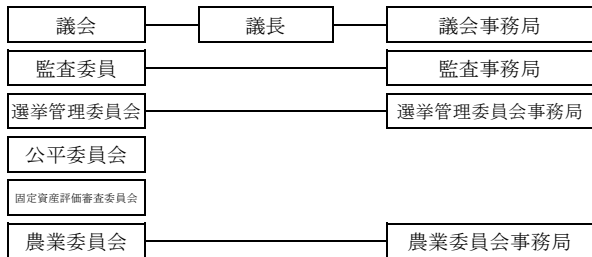 議会 議長 議会事務局
監査委員 監査事務局
選挙管理委員会 選挙管理委員会事務局
公平委員会
固定資産評価審査委員会
農業委員会 農業委員会事務局